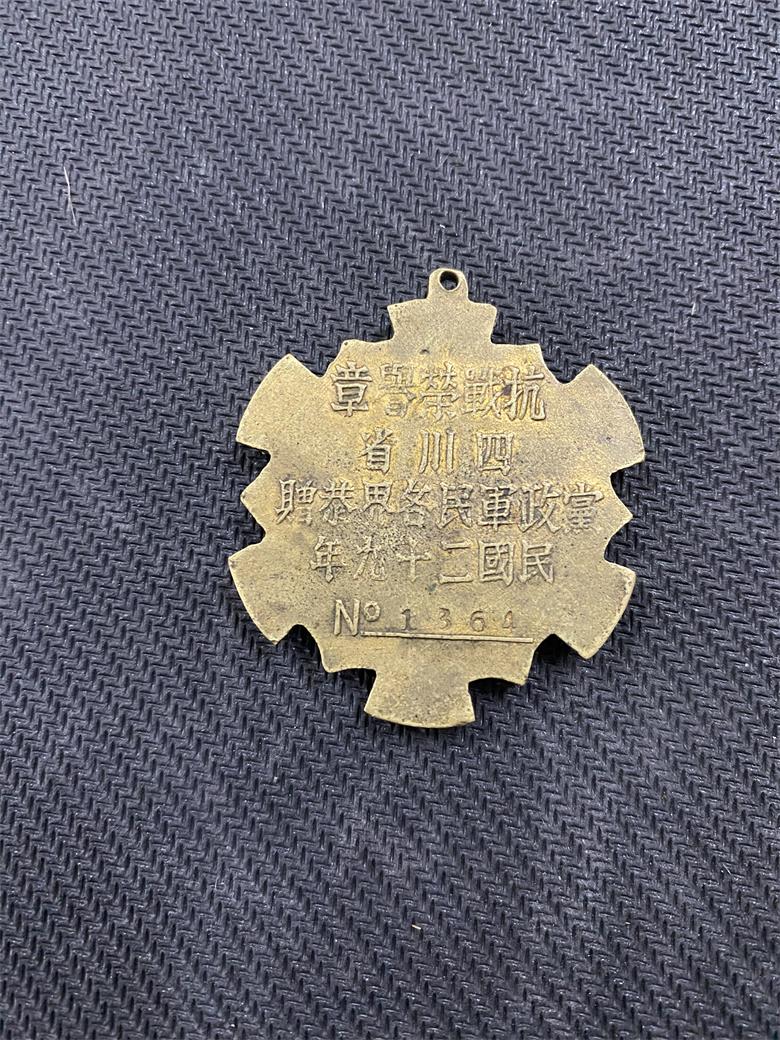 抗戰榮譽章
四川省
黨政軍民各界恭贈
民國二十九年
No 1364